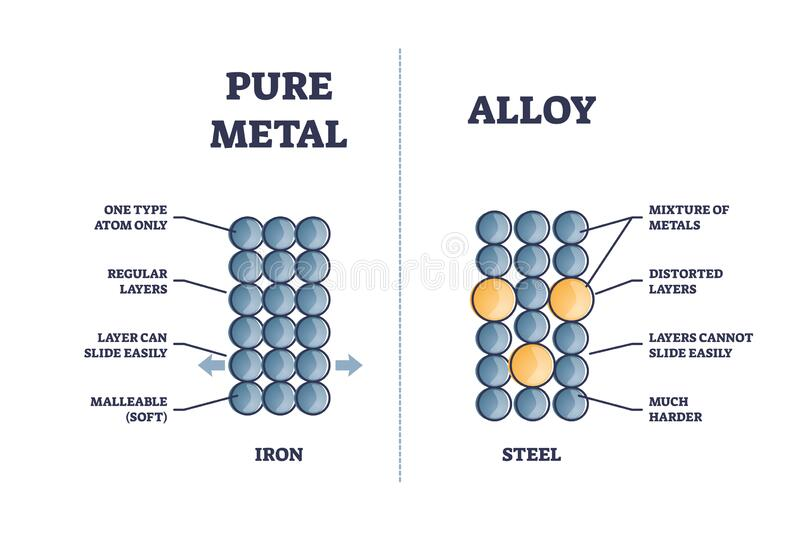 PURE
METAL
ONE TYPE
ATOM ONLY
REGULAR
LAYERS
LAYER CAN
SLIDE EASILY
MALLEABLE
(SOFT)
IRON
ALLOY
MIXTURE OF
METALS
DISTORTED
LAYERS
LAYERS CANNOT
SLIDE EASILY
MUCH
HARDER
STEEL
dreamstime